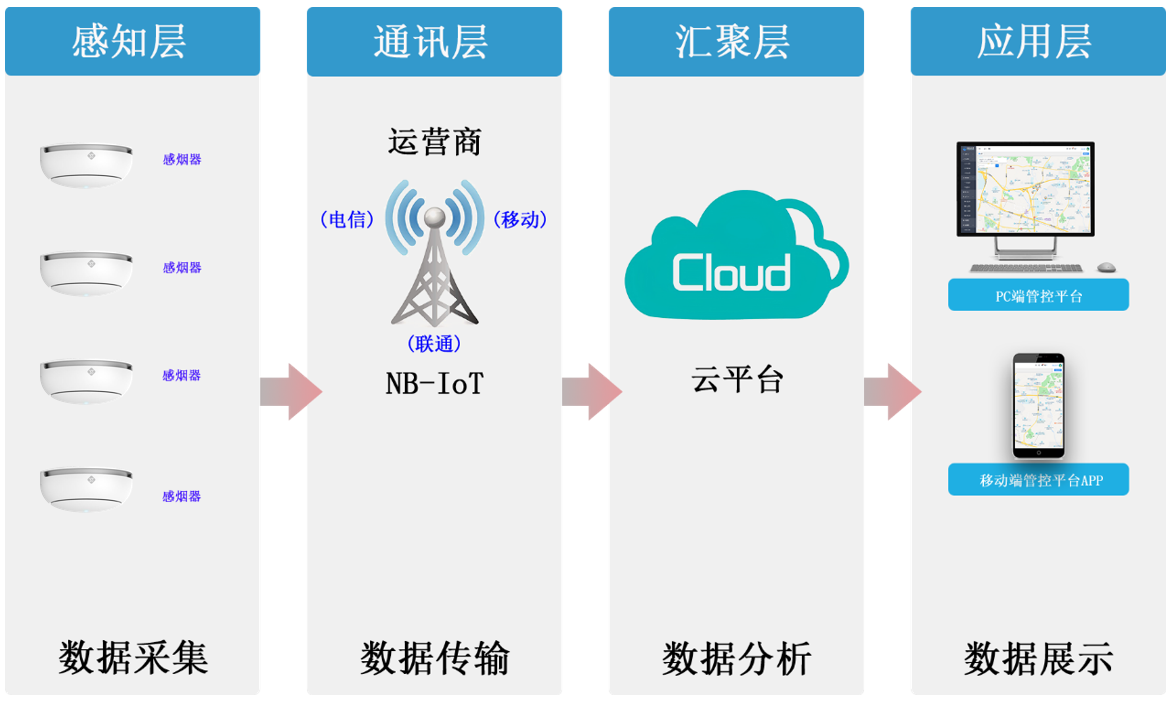 感知层
感烟器
感烟器
感烟器
感烟器
数据采集
通讯层
运营商
(电信)
(移动)
(联通)
NB-IoT
数据传输
汇聚层
Cloud
云平台
数据分析
应用层
PC端管控平台
移动端管控平台APP
数据展示